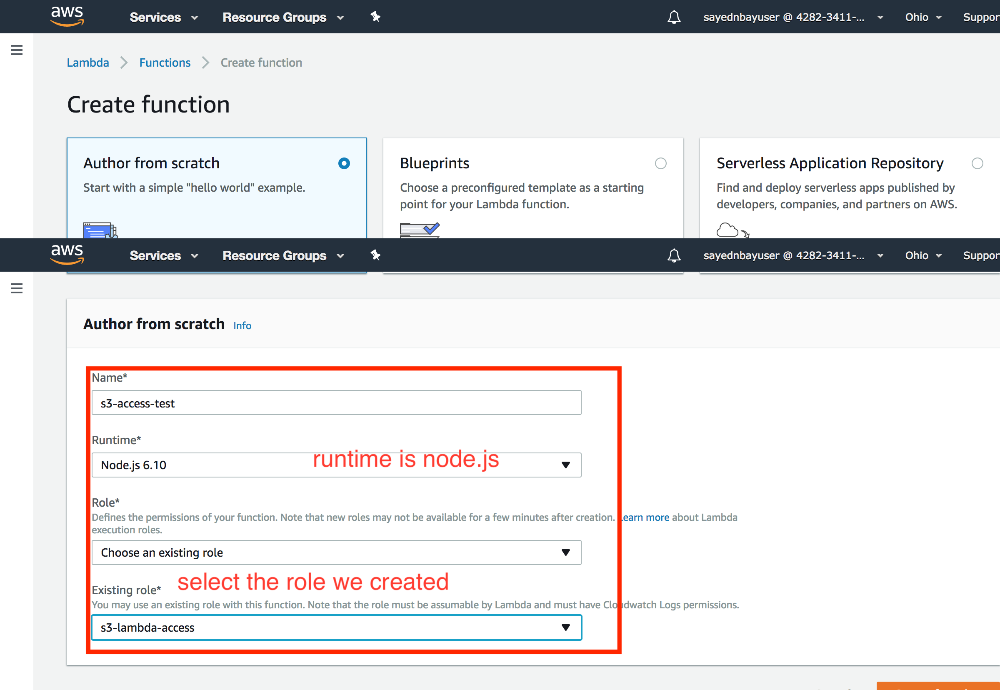 aws Services Resource Groups sayednbayuser @ 4282-3411-... Ohio Suppor
Lambda Functions Create function
Create function
Author from scratch
Start with a simple "hello world" example.
Blueprints
Choose a preconfigured template as a starting
point for your Lambda function.
Serverless Application Repository
Find and deploy serverless apps published by
developers, companies, and partners on AWS.
aws Services Resource Groups sayednbayuser @ 4282-3411-... Ohio Suppor
Author from scratch Info
Name*
s3-access-test
Runtime*
Node.js 6.10
runtime is node.js
Role*
Defines the permissions of your function. Note that new roles may not be available for a few minutes after creation. Learn more about Lambda
execution roles.
Choose an existing role
select the role we created
Existing role*
You may use an existing role with this function. Note that the role must be assumable by Lambda and must have Cloudwatch Logs permissions.
s3-lambda-access